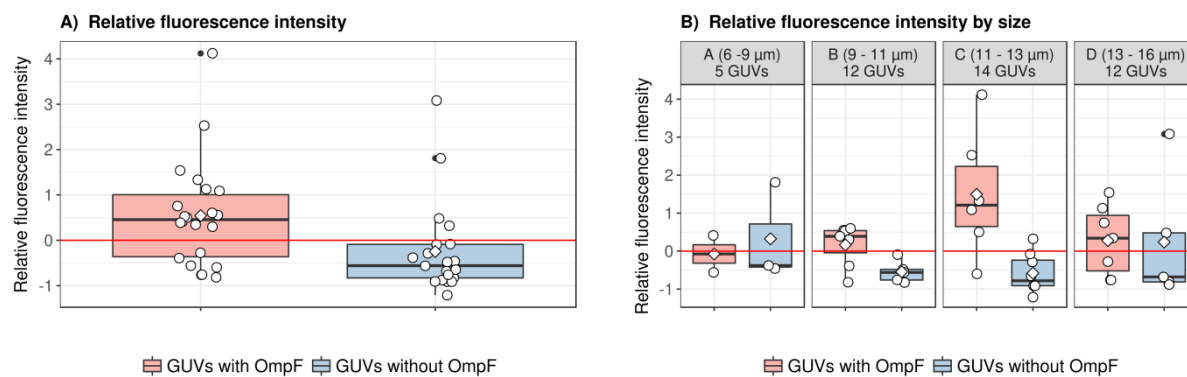 A) Relative fluorescence intensity
Relative fluorescence intensity
4
3
2
1
0
-1
GUVs with OmpF
GUVs without OmpF
B) Relative fluorescence intensity by size
A (6 -9 µm)
5 GUVs
B (9 - 11 µm)
12 GUVs
C (11 - 13 µm)
14 GUVs
D (13 - 16 µm)
12 GUVs
Relative fluorescence intensity
4
3
2
1
0
-1
GUVs with OmpF
GUVs without OmpF